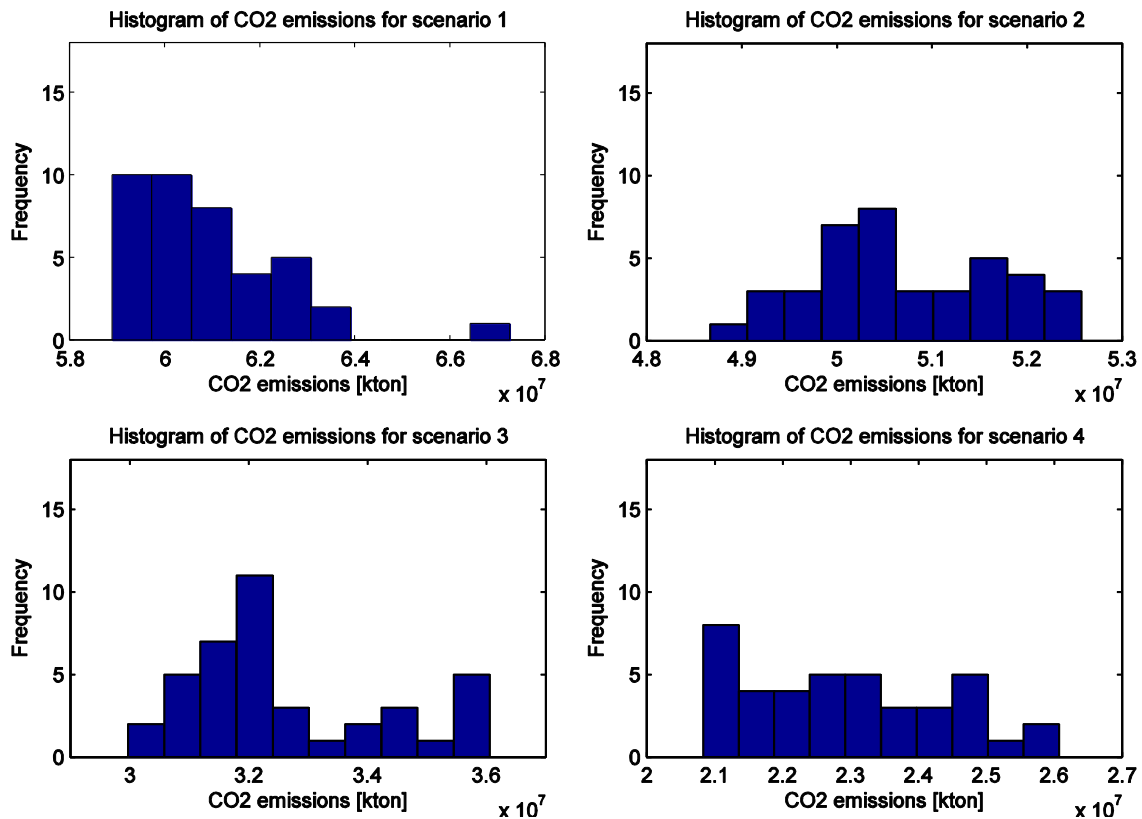 Histogram of CO2 emissions for scenario 1
15
10
5
0
Frequency
5.8 6 6.2 6.4 6.6 6.8
CO2 emissions [kton]
x 10^7
Histogram of CO2 emissions for scenario 2
15
10
5
0
Frequency
4.8 4.9 5 5.1 5.2 5.3
CO2 emissions [kton]
x 10^7
Histogram of CO2 emissions for scenario 3
15
10
5
0
Frequency
3 3.2 3.4 3.6
CO2 emissions [kton]
x 10^7
Histogram of CO2 emissions for scenario 4
15
10
5
0
Frequency
2 2.1 2.2 2.3 2.4 2.5 2.6 2.7
CO2 emissions [kton]
x 10^7